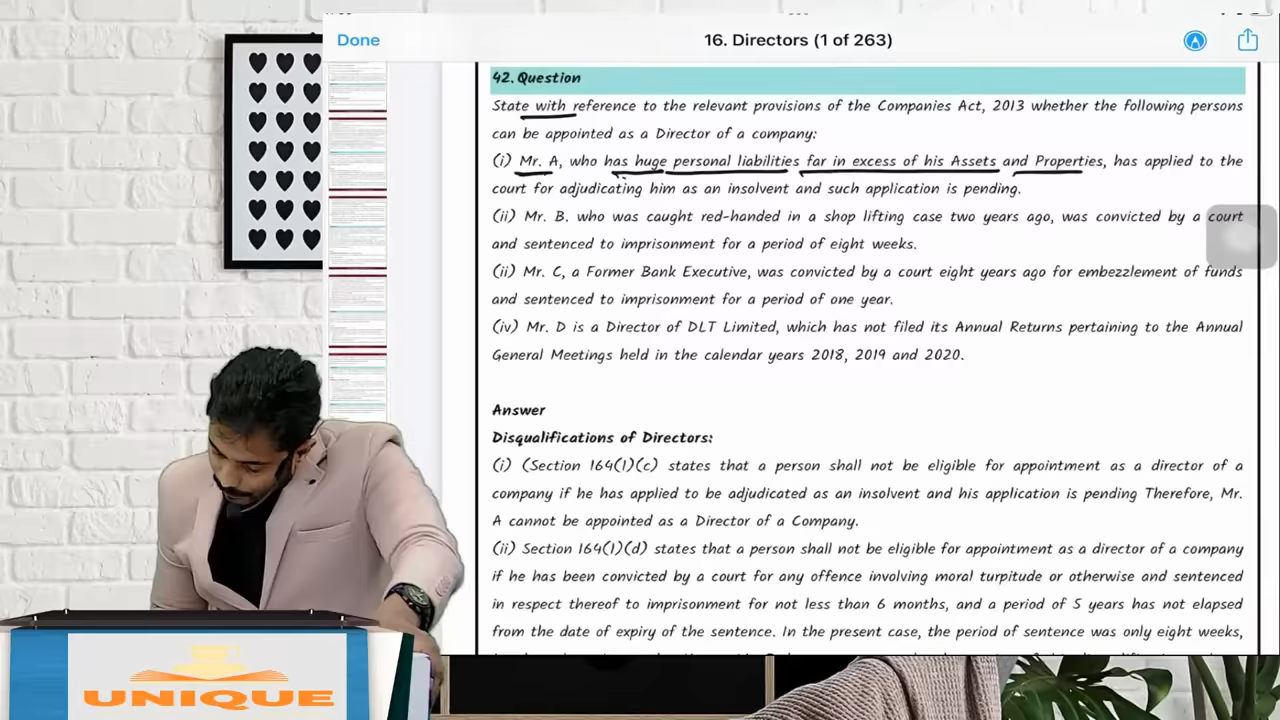 Done
16. Directors (1 of 263)
42. Question
State with reference to the relevant provisions of the Companies Act, 2013 whether the following persons
can be appointed as a Director of a company.
(i) Mr. A, who has huge personal liabilities far in excess of his Assets and Properties, has applied to the
court for adjudicating him as an insolvent and such application is pending.
(ii) Mr. B. who was caught red-handed in a shop lifting case two years ago, was convicted by a court
and sentenced to imprisonment for a period of eight weeks.
(iii) Mr. C, a Former Bank Executive, was convicted by a court eight years ago for embezzlement of funds
and sentenced to imprisonment for a period of one year.
(iv) Mr. D is a Director of DLT Limited, which has not filed its Annual Returns pertaining to the Annual
General Meetings held in the calendar years 2018, 2019 and 2020.
Answer
Disqualifications of Directors:
(i) (Section 164(1)(c) states that a person shall not be eligible for appointment as a director of a
company if he has applied to be adjudicated as an insolvent and his application is pending Therefore, Mr.
A cannot be appointed as a Director of a Company.
(ii) Section 164(1)(d) states that a person shall not be eligible for appointment as a director of a company
if he has been convicted by a court for any offence involving moral turpitude or otherwise and sentenced
in respect thereof to imprisonment for not less than 6 months, and a period of 5 years has not elapsed
from the date of expiry of the sentence. In the present case, the period of sentence was only eight weeks,
UNIQUE